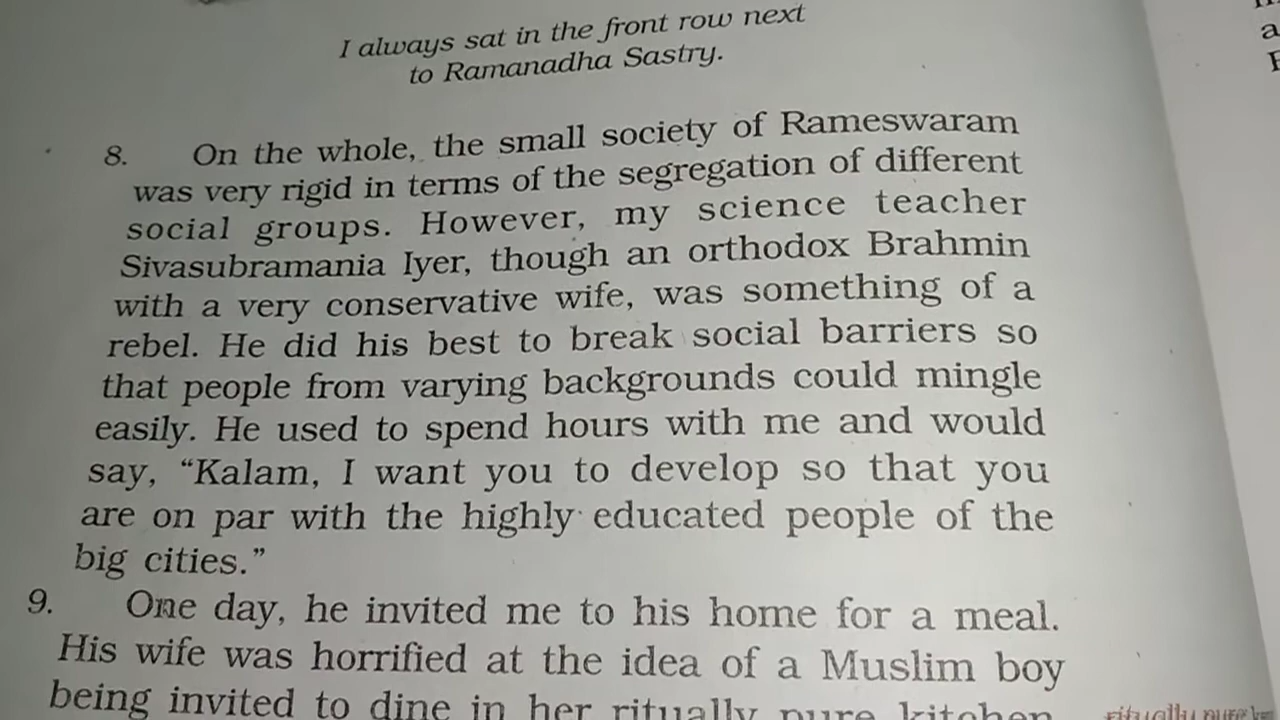 I always sat in the front row next
to Ramanadha Sastry.
8. On the whole, the small society of Rameswaram
was very rigid in terms of the segregation of different
social groups. However, my science teacher
Sivasubramania Iyer, though an orthodox Brahmin
with a very conservative wife, was something of a
rebel. He did his best to break social barriers so
that people from varying backgrounds could mingle
easily. He used to spend hours with me and would
say, “Kalam, I want you to develop so that you
are on par with the highly educated people of the
big cities.”
9. One day, he invited me to his home for a meal.
His wife was horrified at the idea of a Muslim boy
being invited to dine in her ritually pure kitchen